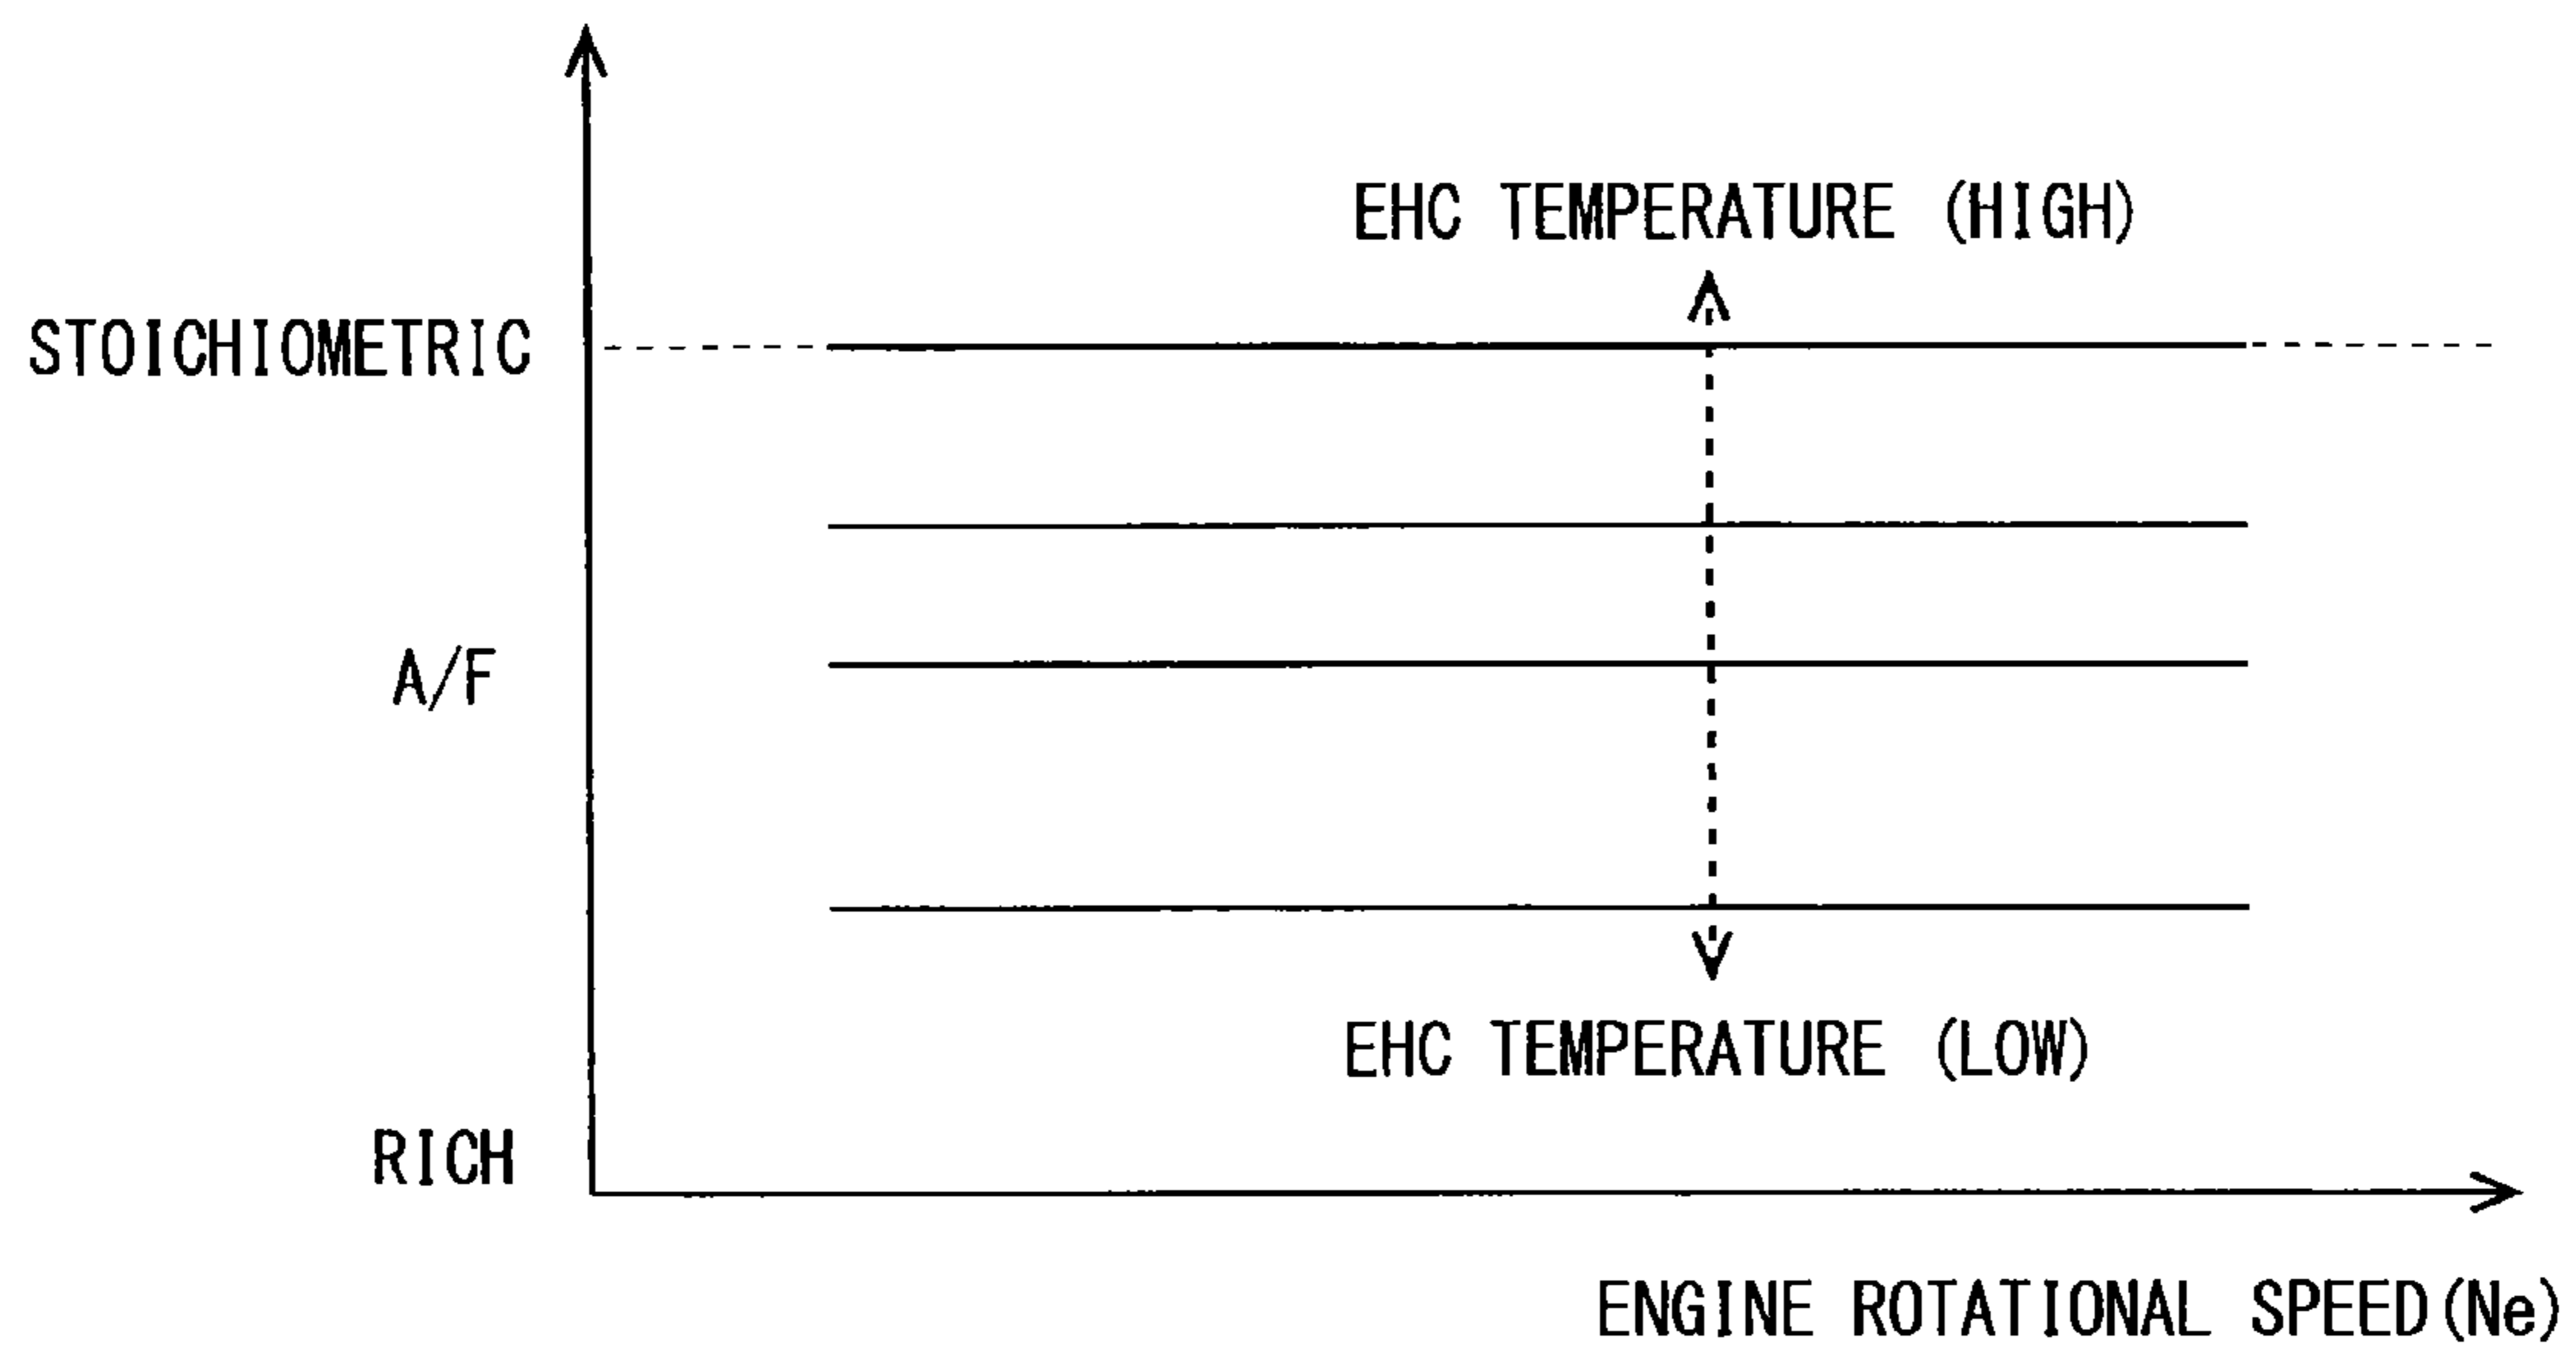 EHC TEMPERATURE (HIGH)
STOICHIOMETRIC
A/F
EHC TEMPERATURE (LOW)
RICH
ENGINE ROTATIONAL SPEED(Ne)